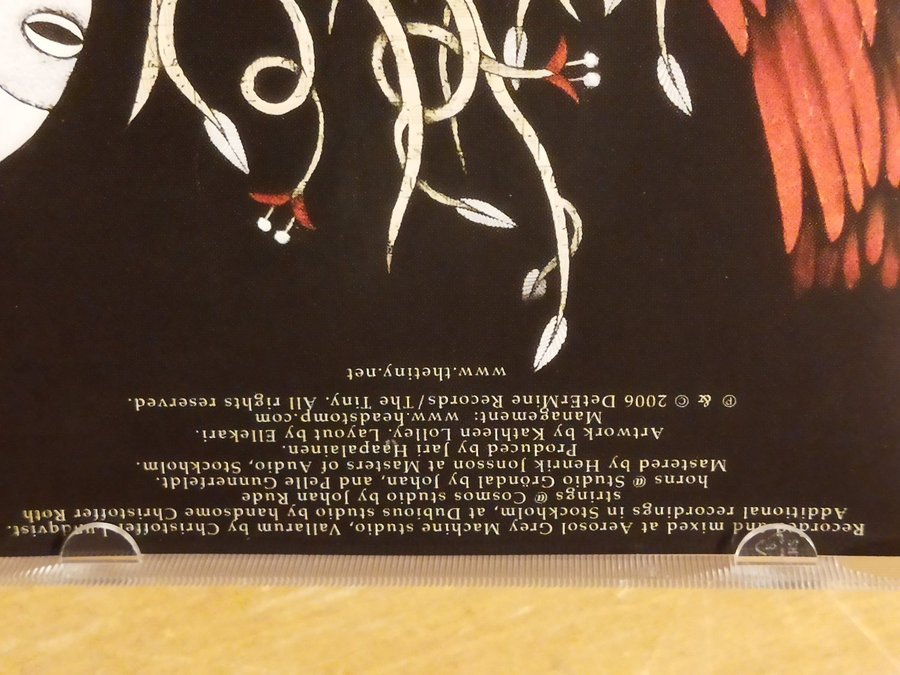 Recorded and mixed at Aerosol Grey Machine studio, Vallarum by Christoffer Lundqvist.
Additional recordings in Stockholm, at Dubious studio by handsome Christoffer Roth
strings @ Cosmos studio by Johan Rude
horns @ Studio Gröndal by Johan, and Pelle Gunnerfeldt.
Mastered by Henrik Jonsson at Masters of Audio, Stockholm.
Produced by Jari Haapalainen.
Artwork by Kathleen Lolley. Layout by Ellekari.
Management: www.headstomp.com
℗ & © 2006 DetErMine Records/The Tiny. All rights reserved.
www.thetiny.net